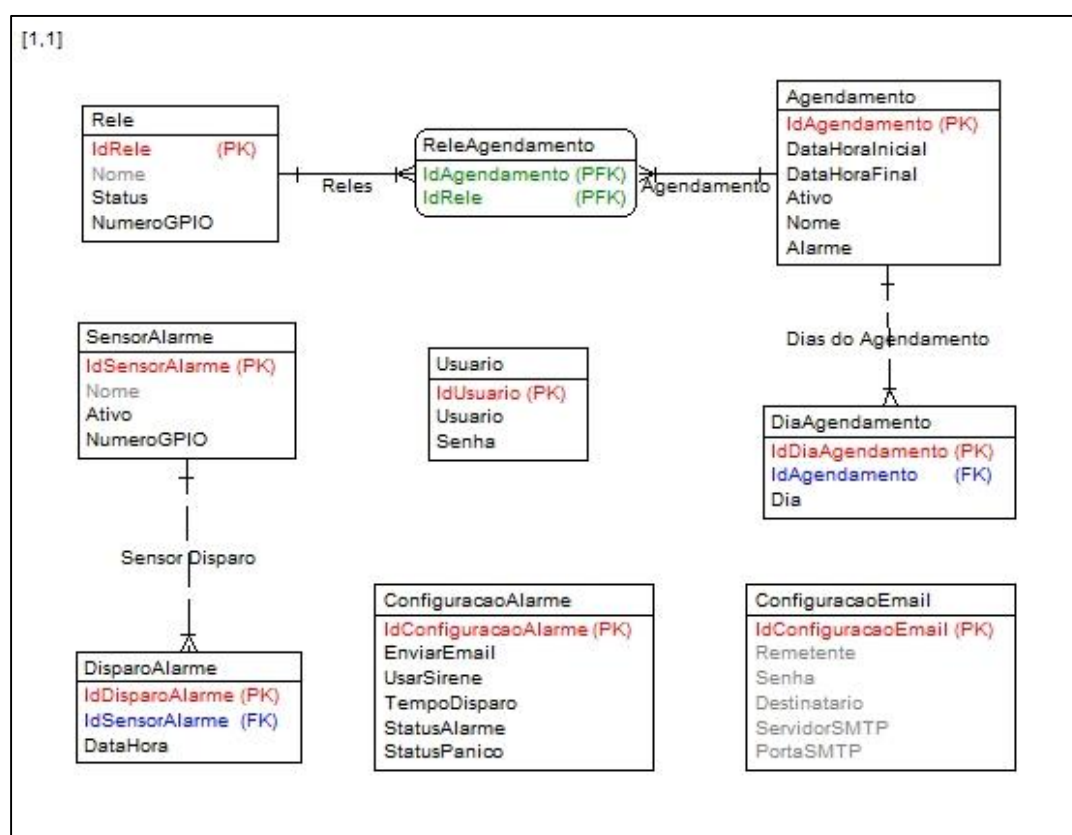 [1,1]
Rele
IdRele (PK)
Nome
Status
NumeroGPIO
Reles
ReleAgendamento
IdAgendamento (PFK)
IdRele (PFK)
Agendamento
Agendamento
IdAgendamento (PK)
DataHoraInicial
DataHoraFinal
Ativo
Nome
Alarme
SensorAlarme
IdSensorAlarme (PK)
Nome
Ativo
NumeroGPIO
Usuario
IdUsuario (PK)
Usuario
Senha
Dias do Agendamento
DiaAgendamento
IdDiaAgendamento (PK)
IdAgendamento (FK)
Dia
Sensor Disparo
DisparoAlarme
IdDisparoAlarme (PK)
IdSensorAlarme (FK)
DataHora
ConfiguracaoAlarme
IdConfiguracaoAlarme (PK)
EnviarEmail
UsarSirene
TempoDisparo
StatusAlarme
StatusPanico
ConfiguracaoEmail
IdConfiguracaoEmail (PK)
Remetente
Senha
Destinatario
ServidorSMTP
PortaSMTP